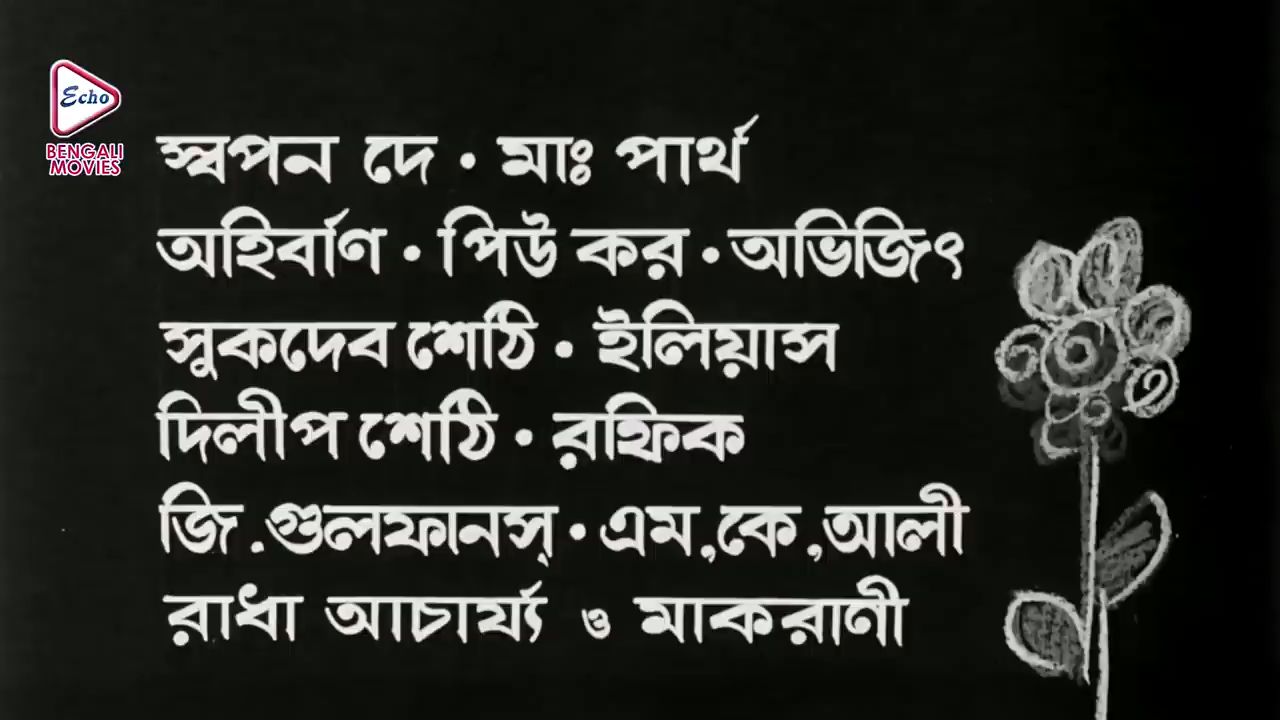 Echo
BENGALI
MOVIES
স্বপন দে · মাঃ পার্থ
অহির্বাণ · পিউ কর · অভিজিৎ
সুকদেব শেঠি · ইলিয়াস
দিলীপ শেঠি · রফিক
জি.গুলফানস্ · এম,কে,আলী
রাধা আচার্য্য ও মাকরাণী